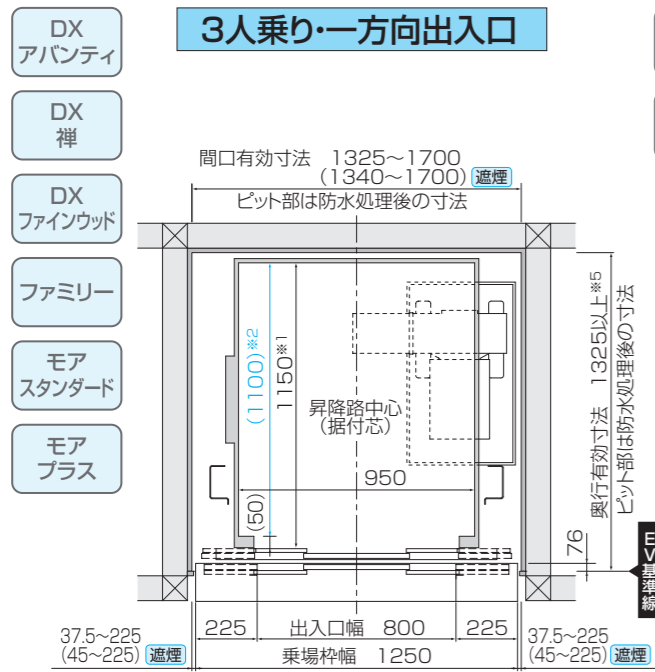 DX
アバンティ
3人乗り・一方向出入口
DX
禅
DX
ファインウッド
ファミリー
モア
スタンダード
モア
プラス
間口有効寸法 1325～1700
(1340～1700) 遮煙
ピット部は防水処理後の寸法
(1100)※2
1150※1
昇降路中心
(据付芯)
950
(50)
奥行有効寸法 1325以上※5
ピット部は防水処理後の寸法
76
EV基準線
37.5～225
(45～225) 遮煙
225
出入口幅 800
225
37.5～225
(45～225) 遮煙
乗場枠幅 1250